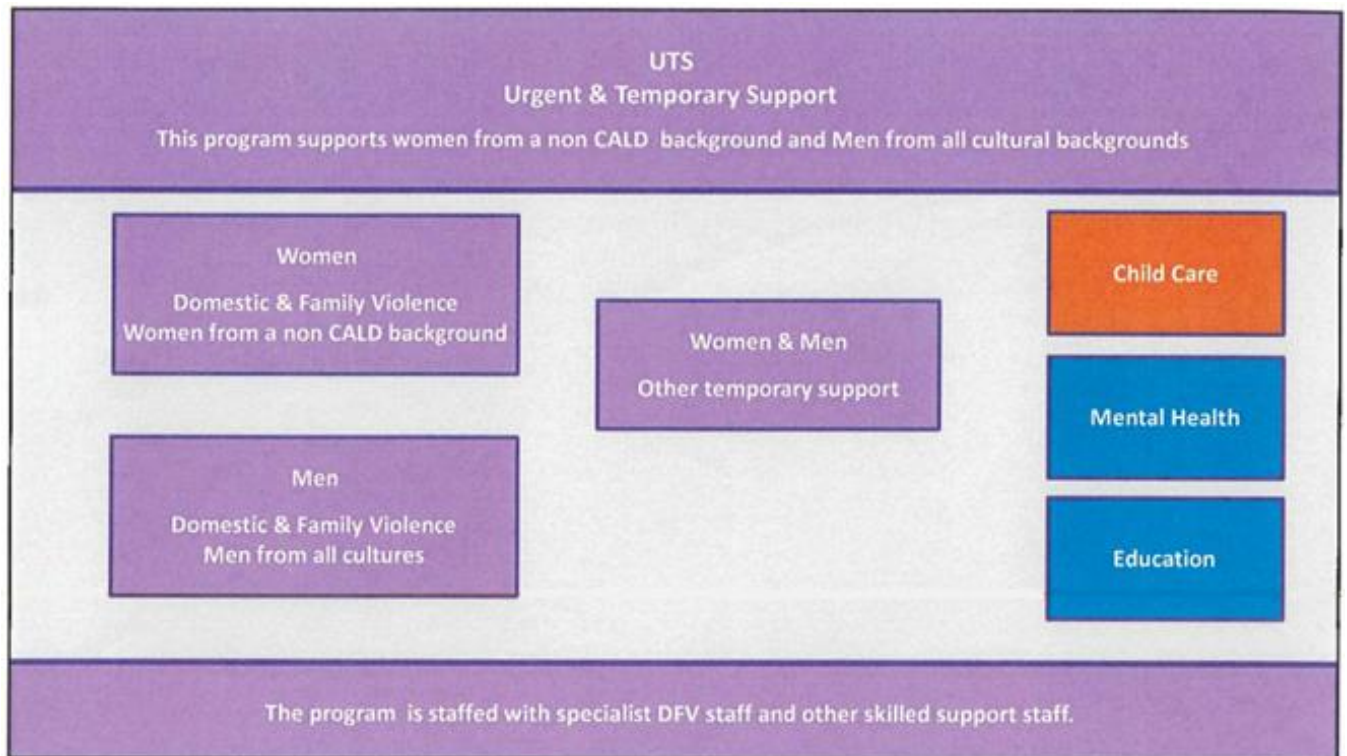 UTS
Urgent & Temporary Support
This program supports women from a non CALD background and Men from all cultural backgrounds
Women
Domestic & Family Violence
Women from a non CALD background
Men
Domestic & Family Violence
Men from all cultures
Women & Men
Other temporary support
Child Care
Mental Health
Education
The program is staffed with specialist DFV staff and other skilled support staff.